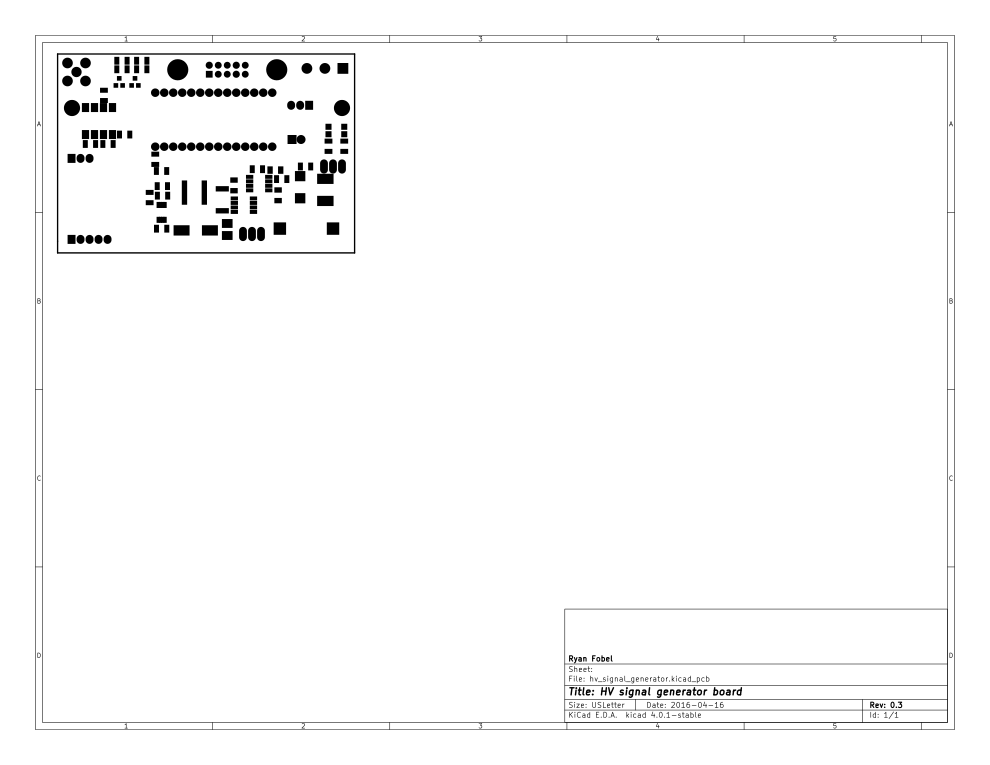 1 2 3 4 5
A A
B B
C C
D D
Ryan Fobel
Sheet:
File: hv_signal_generator.kicad_pcb
Title: HV signal generator board
Size: USLetter Date: 2016-04-16 Rev: 0.3
KiCad E.D.A. kicad 4.0.1-stable Id: 1/1
1 2 3 4 5